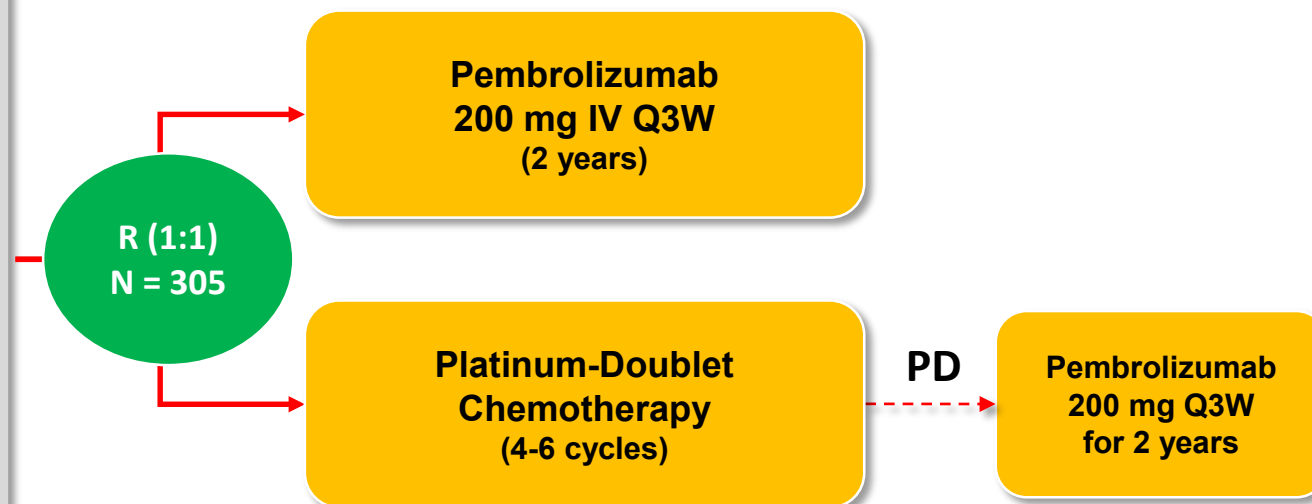 Pembrolizumab
200 mg IV Q3W
(2 years)
R (1:1)
N = 305
Platinum-Doublet
Chemotherapy
(4-6 cycles)
PD
Pembrolizumab
200 mg Q3W
for 2 years